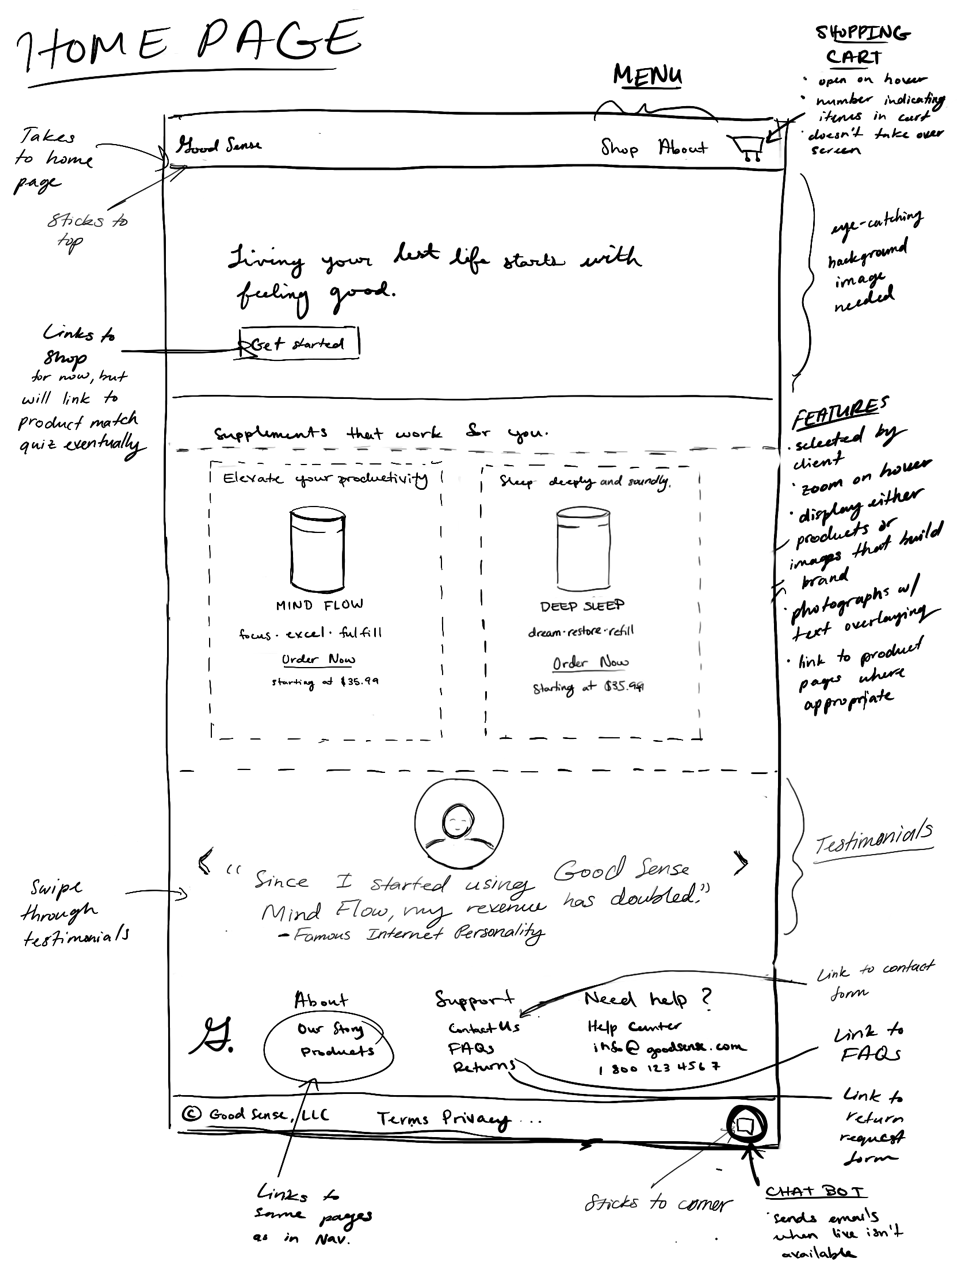 HOME PAGE
SHOPPING
CART
• open on hover
• number indicating
items in cart
• doesn't take over
screen
MENU
Takes
to home
page
Good Sense
Shop About
Sticks to
top
eye-catching
background
image
needed
Living your best life starts with
feeling good.
Get started
Links to
Shop
for now, but
will link to
product match
quiz eventually
FEATURES
• selected by
client
• zoom on hover
• display either
products or
images that build
brand
• photographs w/
text overlaying
• link to product
pages where
appropriate
Supplements that work for you.
Elevate your productivity
MIND FLOW
focus · excel · fulfill
Order Now
starting at $35.99
Sleep deeply and soundly.
DEEP SLEEP
dream · restore · refill
Order Now
Starting at $35.99
Testimonials
Swipe
through
testimonials
< >
“Since I started using Good Sense
Mind Flow, my revenue has doubled.”
- Famous Internet Personality
Link to contact
form
G.
About
Our Story
Products
Support
Contact Us
FAQs
Returns
Need help?
Help Center
info@goodsense.com
1 800 123 4567
Link to
FAQs
Link to
return
request
form
© Good Sense, LLC Terms Privacy ...
Links to
same pages
as in Nav.
Sticks to corner
CHAT BOT
• sends emails
when live isn't
available